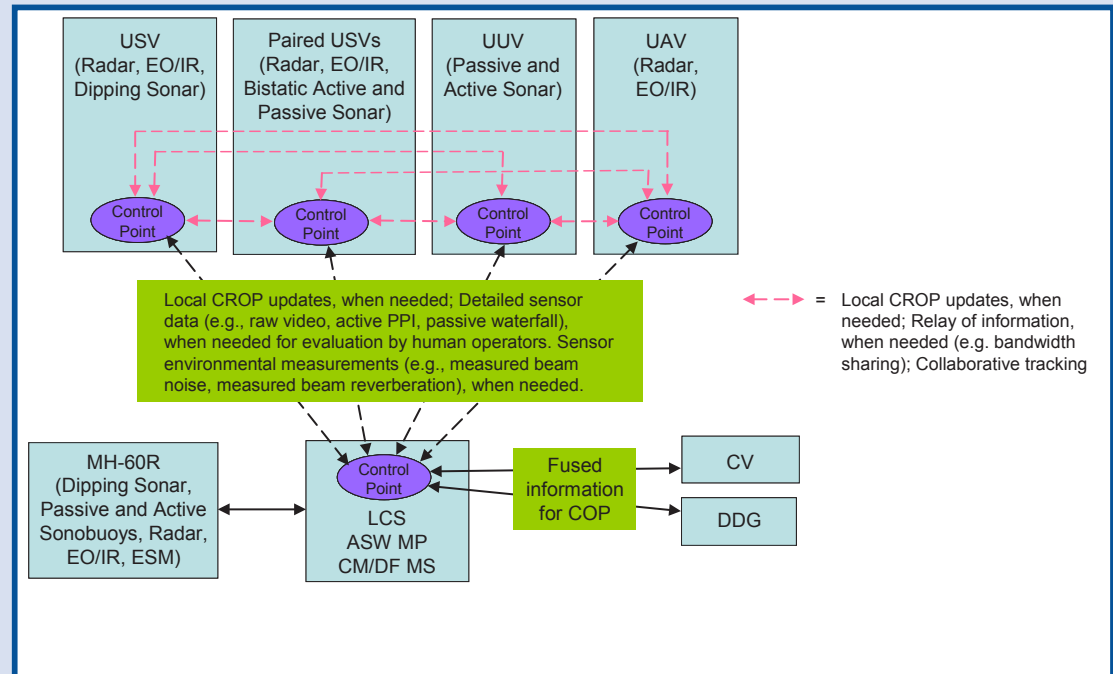 USV
(Radar, EO/IR,
Dipping Sonar)
Paired USVs
(Radar, EO/IR,
Bistatic Active and
Passive Sonar)
UUV
(Passive and
Active Sonar)
UAV
(Radar,
EO/IR)
Control
Point
Control
Point
Control
Point
Control
Point
Local CROP updates, when needed; Detailed sensor
data (e.g., raw video, active PPI, passive waterfall),
when needed for evaluation by human operators. Sensor
environmental measurements (e.g., measured beam
noise, measured beam reverberation), when needed.
= Local CROP updates, when
needed; Relay of information,
when needed (e.g. bandwidth
sharing); Collaborative tracking
MH-60R
(Dipping Sonar,
Passive and Active
Sonobuoys, Radar,
EO/IR, ESM)
Control
Point
LCS
ASW MP
CM/DF MS
Fused
information
for COP
CV
DDG